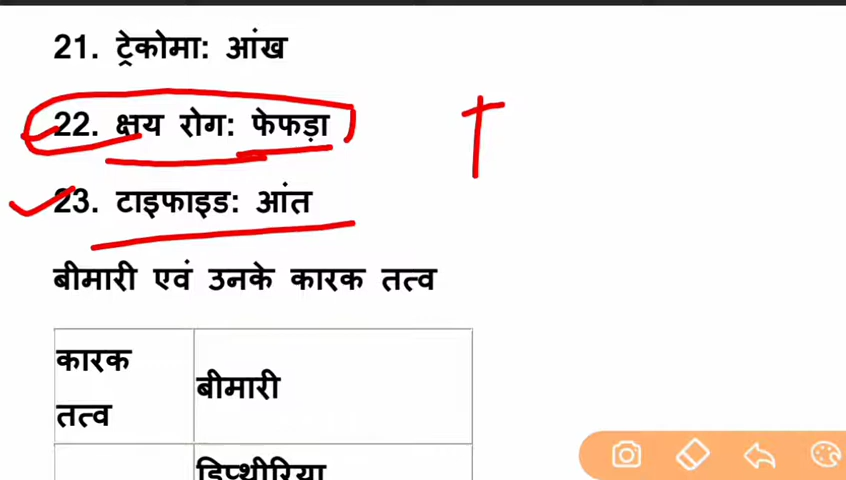 21. ट्रेकोमा: आंख
22. क्षय रोग: फेफड़ा
23. टाइफाइड: आंत
बीमारी एवं उनके कारक तत्व
कारक
तत्व
बीमारी
डिप्थीरिया